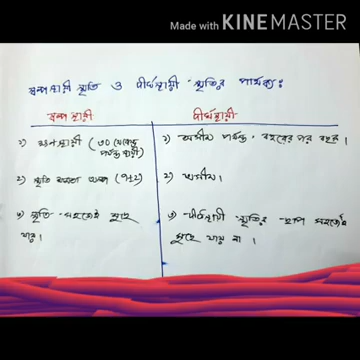 Made with KINEMASTER
স্বল্পস্থায়ী স্মৃতি ও দীর্ঘস্থায়ী স্মৃতির পার্থক্য ঃ
স্বল্পস্থায়ী
দীর্ঘস্থায়ী
১) ক্ষণস্থায়ী (৩০ সেকেন্ড
পর্যন্ত স্থায়ী)
১) অসীম পর্যন্ত বছরের পর বছর।
২) স্মৃতি ক্ষমতা অল্প (৭±2)
২) অসীম।
৩) স্মৃতি সহজেই মুছে
যায়।
৩) দীর্ঘস্থায়ী স্মৃতির ছাপ সহজে
মুছে যায় না।